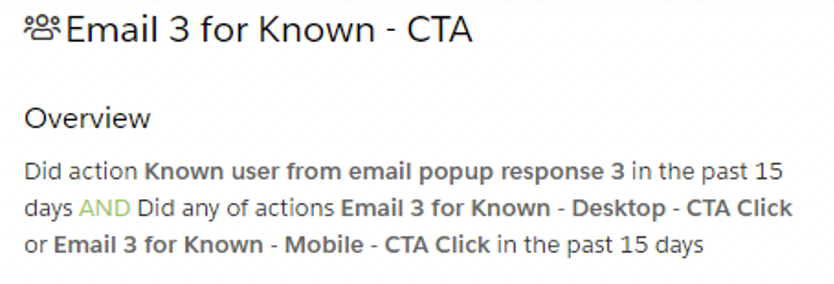 Email 3 for Known - CTA
Overview
Did action Known user from email popup response 3 in the past 15
days AND Did any of actions Email 3 for Known - Desktop - CTA Click
or Email 3 for Known - Mobile - CTA Click in the past 15 days